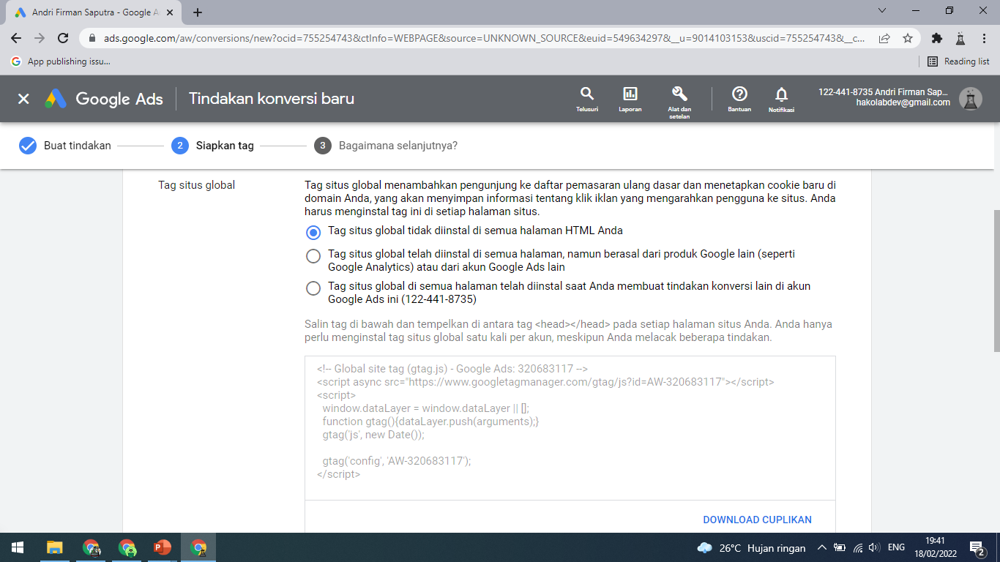 Andri Firman Saputra - Google A
ads.google.com/aw/conversions/new?ocid=755254743&ctInfo=WEBPAGE&source=UNKNOWN_SOURCE&euid=549634297&__u=9014103153&uscid=755254743&__c...
App publishing issu...
Reading list
Google Ads
Tindakan konversi baru
Telusuri
Laporan
Alat dan
setelan
Bantuan
Notifikasi
122-441-8735 Andri Firman Sap...
hakolabdev@gmail.com
Buat tindakan
2 Siapkan tag
3 Bagaimana selanjutnya?
Tag situs global
Tag situs global menambahkan pengunjung ke daftar pemasaran ulang dasar dan menetapkan cookie baru di
domain Anda, yang akan menyimpan informasi tentang klik iklan yang mengarahkan pengguna ke situs. Anda
harus menginstal tag ini di setiap halaman situs.
Tag situs global tidak diinstal di semua halaman HTML Anda
Tag situs global telah diinstal di semua halaman, namun berasal dari produk Google lain (seperti
Google Analytics) atau dari akun Google Ads lain
Tag situs global di semua halaman telah diinstal saat Anda membuat tindakan konversi lain di akun
Google Ads ini (122-441-8735)
Salin tag di bawah dan tempelkan di antara tag <head></head> pada setiap halaman situs Anda. Anda hanya
perlu menginstal tag situs global satu kali per akun, meskipun Anda melacak beberapa tindakan.
<!-- Global site tag (gtag.js) - Google Ads: 320683117 -->
<script async src="https://www.googletagmanager.com/gtag/js?id=AW-320683117"></script>
<script>
window.dataLayer = window.dataLayer || [];
function gtag(){dataLayer.push(arguments);}
gtag('js', new Date());
gtag('config', 'AW-320683117');
</script>
DOWNLOAD CUPLIKAN
26°C Hujan ringan
ENG
19:41
18/02/2022
2